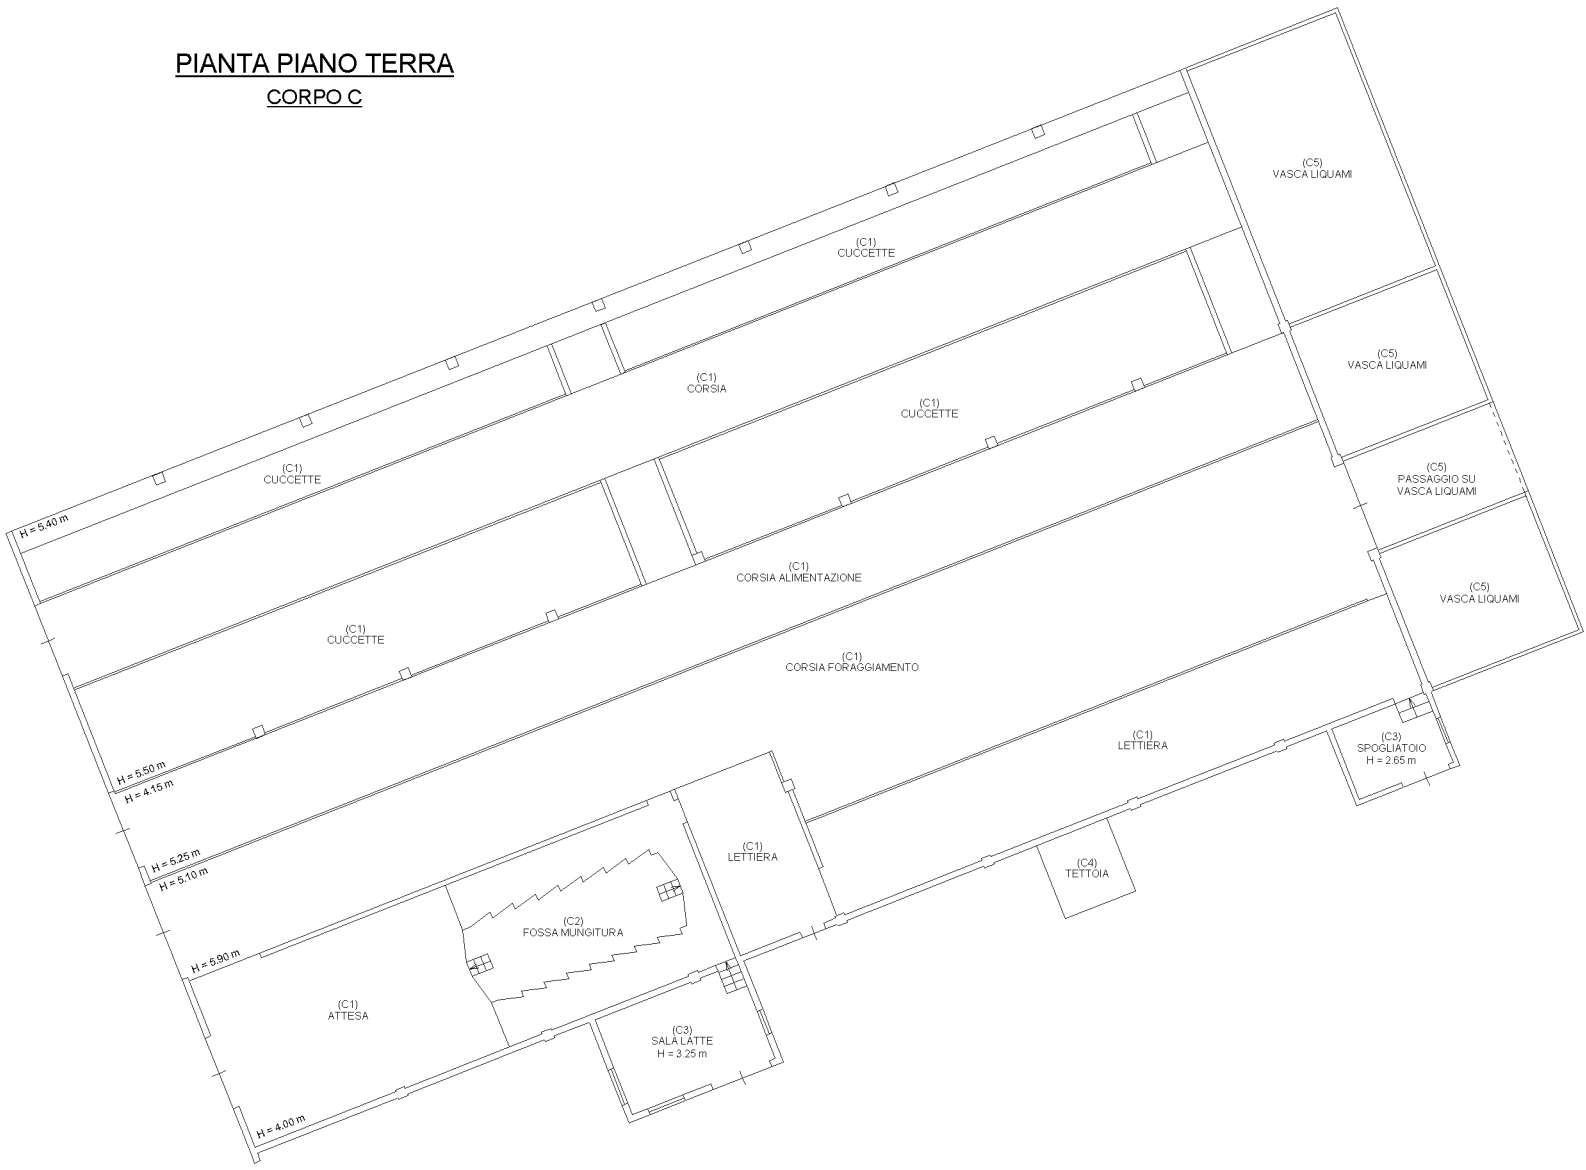 PIANTA PIANO TERRA
CORPO C
(C5)
VASCA LIQUAMI
(C1)
CUCCETTE
(C5)
VASCA LIQUAMI
(C1)
CORSIA
(C1)
CUCCETTE
(C1)
CUCCETTE
(C5)
PASSAGGIO SU
VASCA LIQUAMI
H = 5.40 m
(C1)
CORSIA ALIMENTAZIONE
(C5)
VASCA LIQUAMI
(C1)
CUCCETTE
(C1)
CORSIA FORAGGIAMENTO
(C1)
LETTIERA
(C3)
SPOGLIATOIO
H = 2.65 m
H = 5.50 m
H = 4.15 m
H = 5.25 m
H = 5.10 m
(C1)
LETTIERA
(C4)
TETTOIA
(C2)
FOSSA MUNGITURA
H = 5.90 m
(C1)
ATTESA
(C3)
SALA LATTE
H = 3.25 m
H = 4.00 m